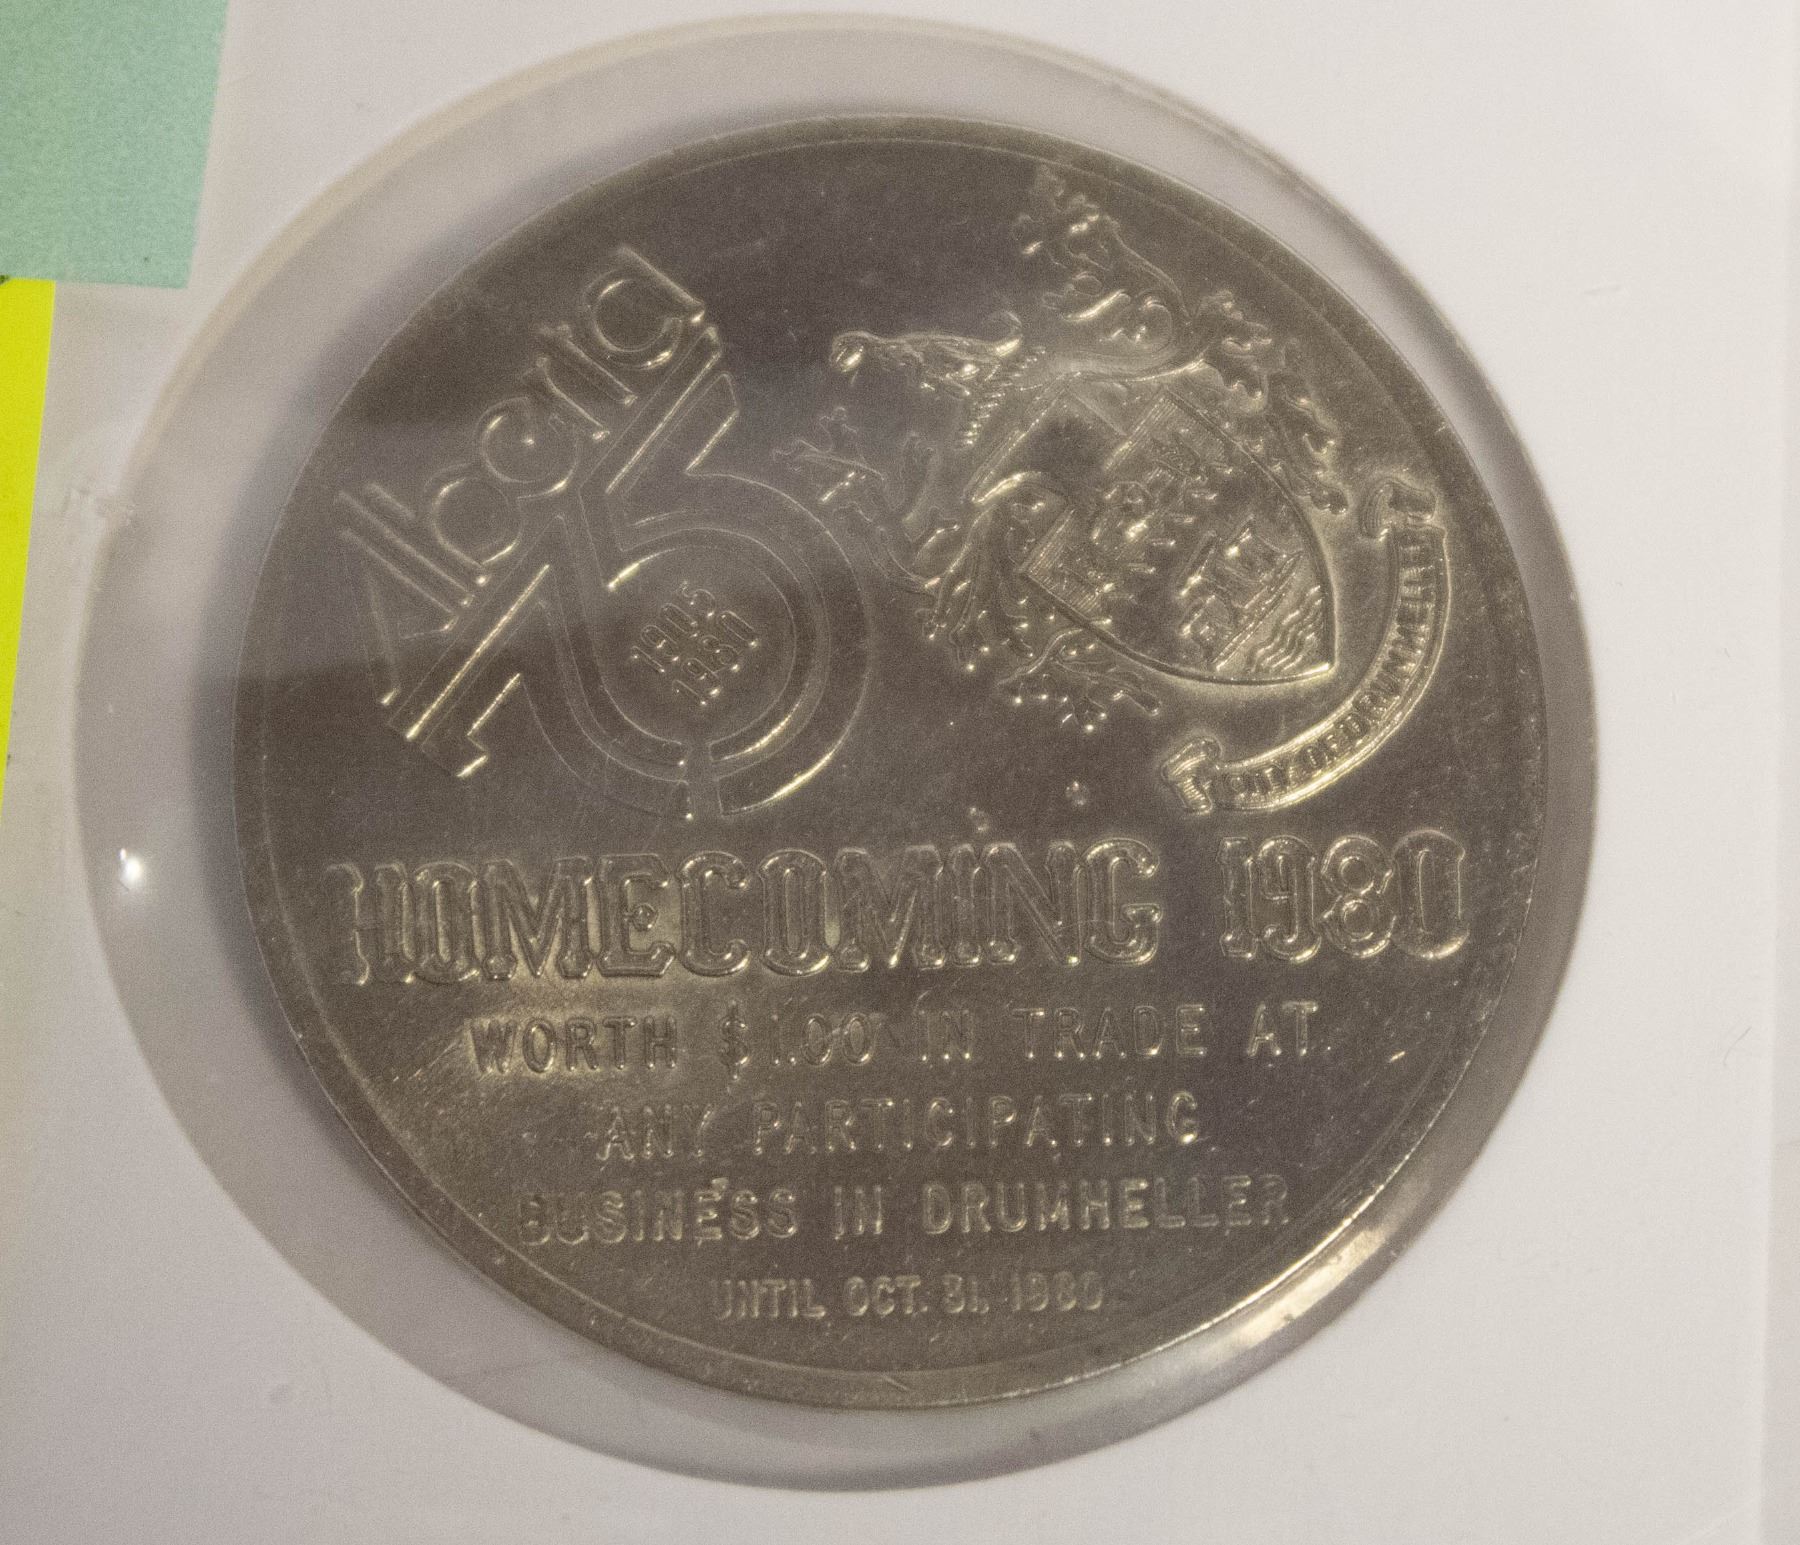 Alberta
75
1905
1980
CITY OF DRUMHELLER
HOMECOMING 1980
WORTH $1.00 IN TRADE AT
ANY PARTICIPATING
BUSINESS IN DRUMHELLER
UNTIL OCT. 31, 1980